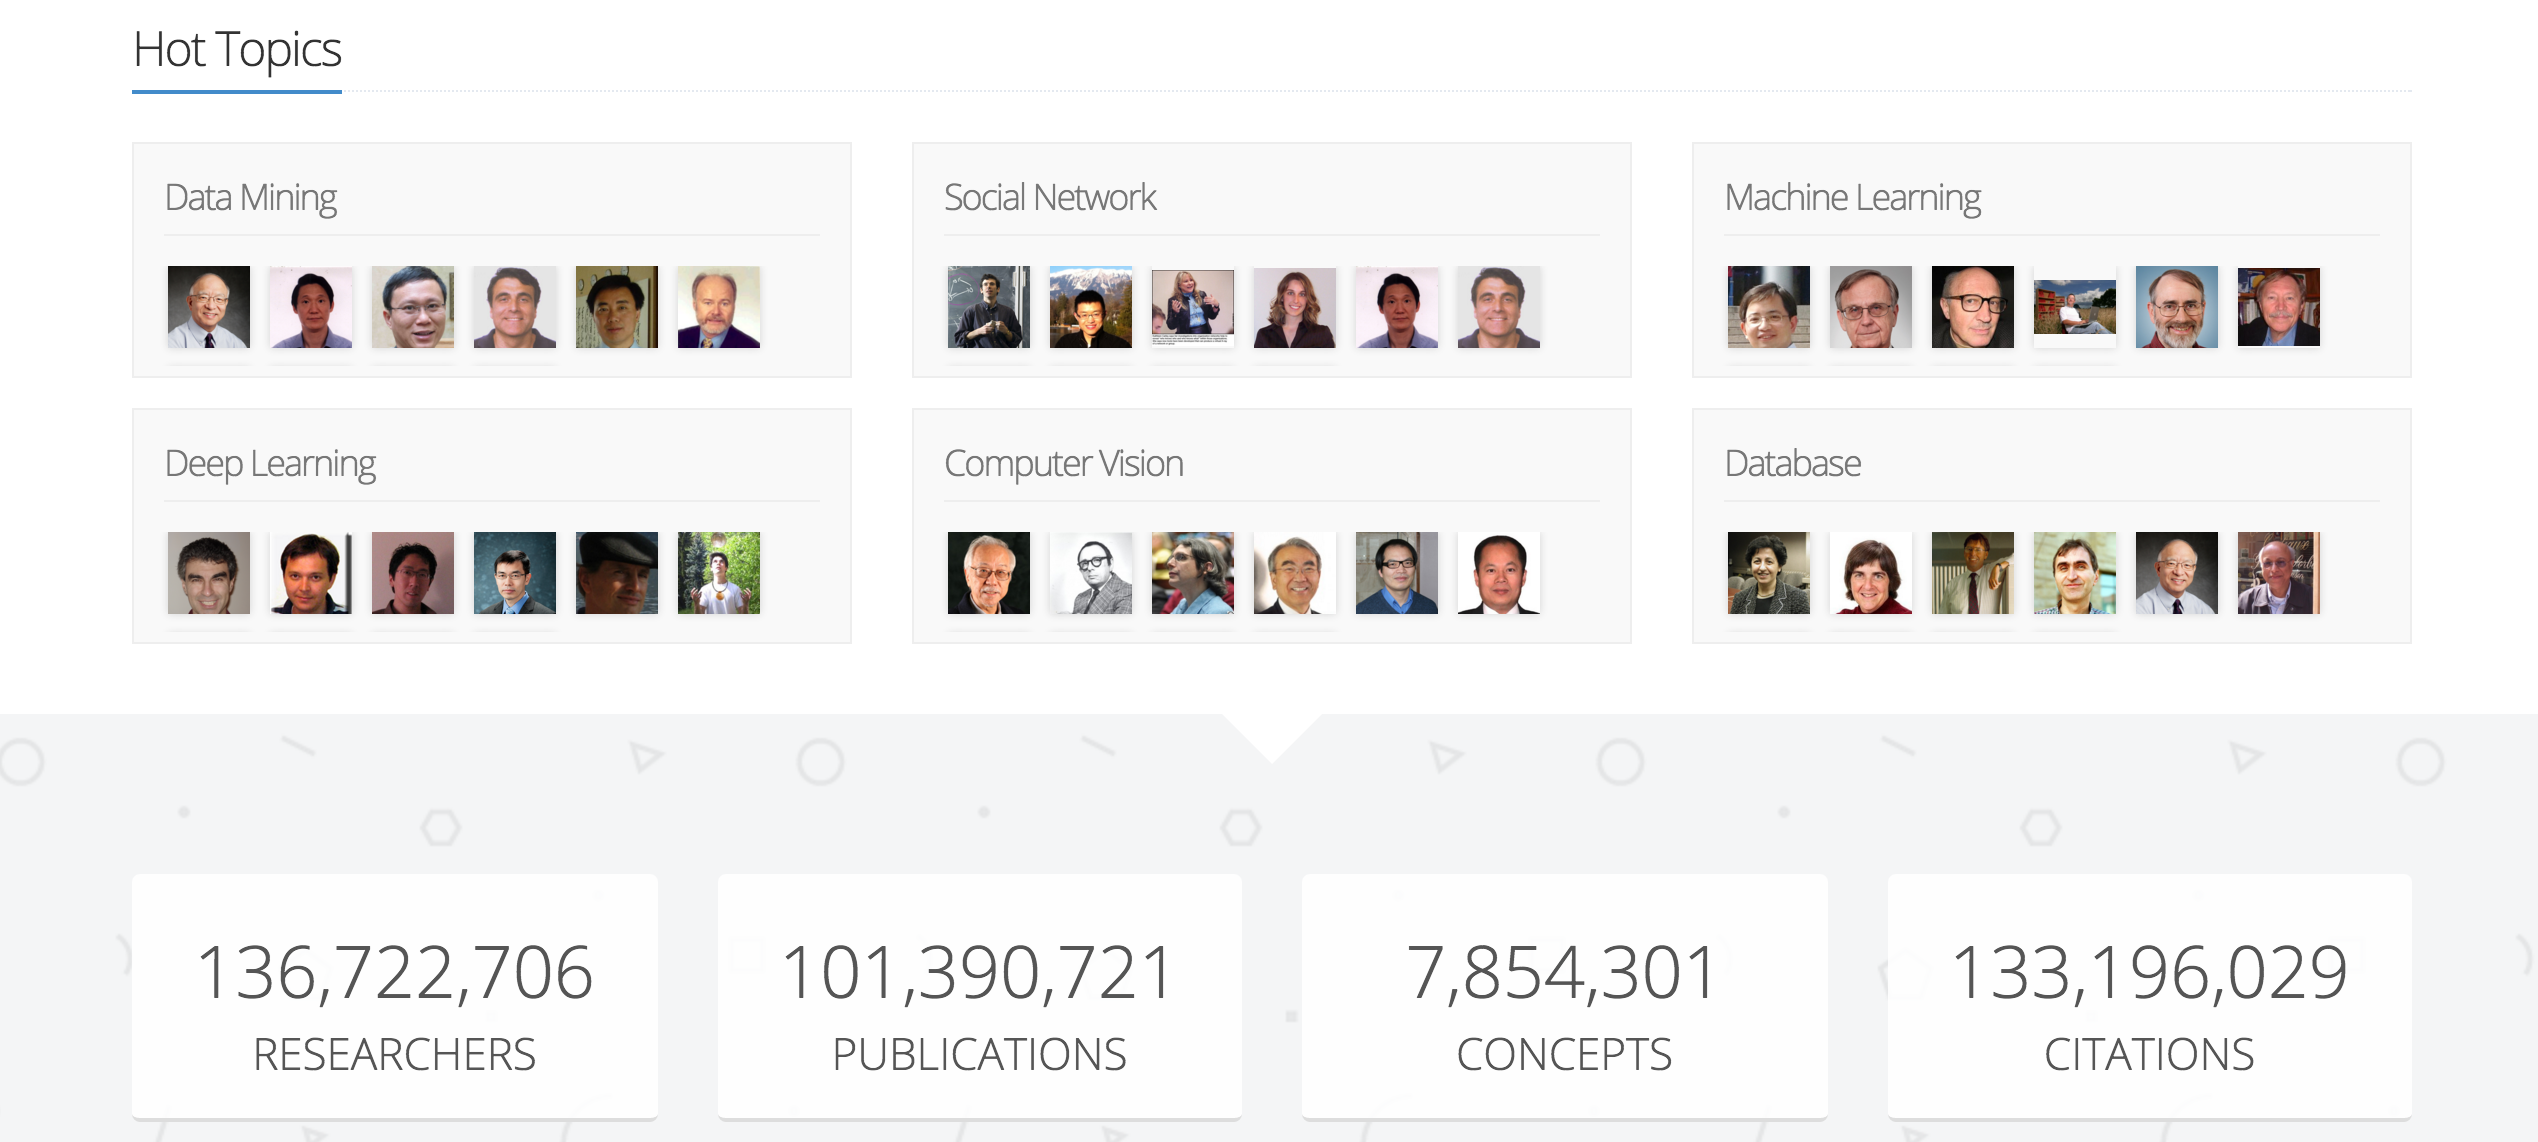 Hot Topics
Data Mining
Social Network
Machine Learning
Deep Learning
Computer Vision
Database
136,722,706
RESEARCHERS
101,390,721
PUBLICATIONS
7,854,301
CONCEPTS
133,196,029
CITATIONS